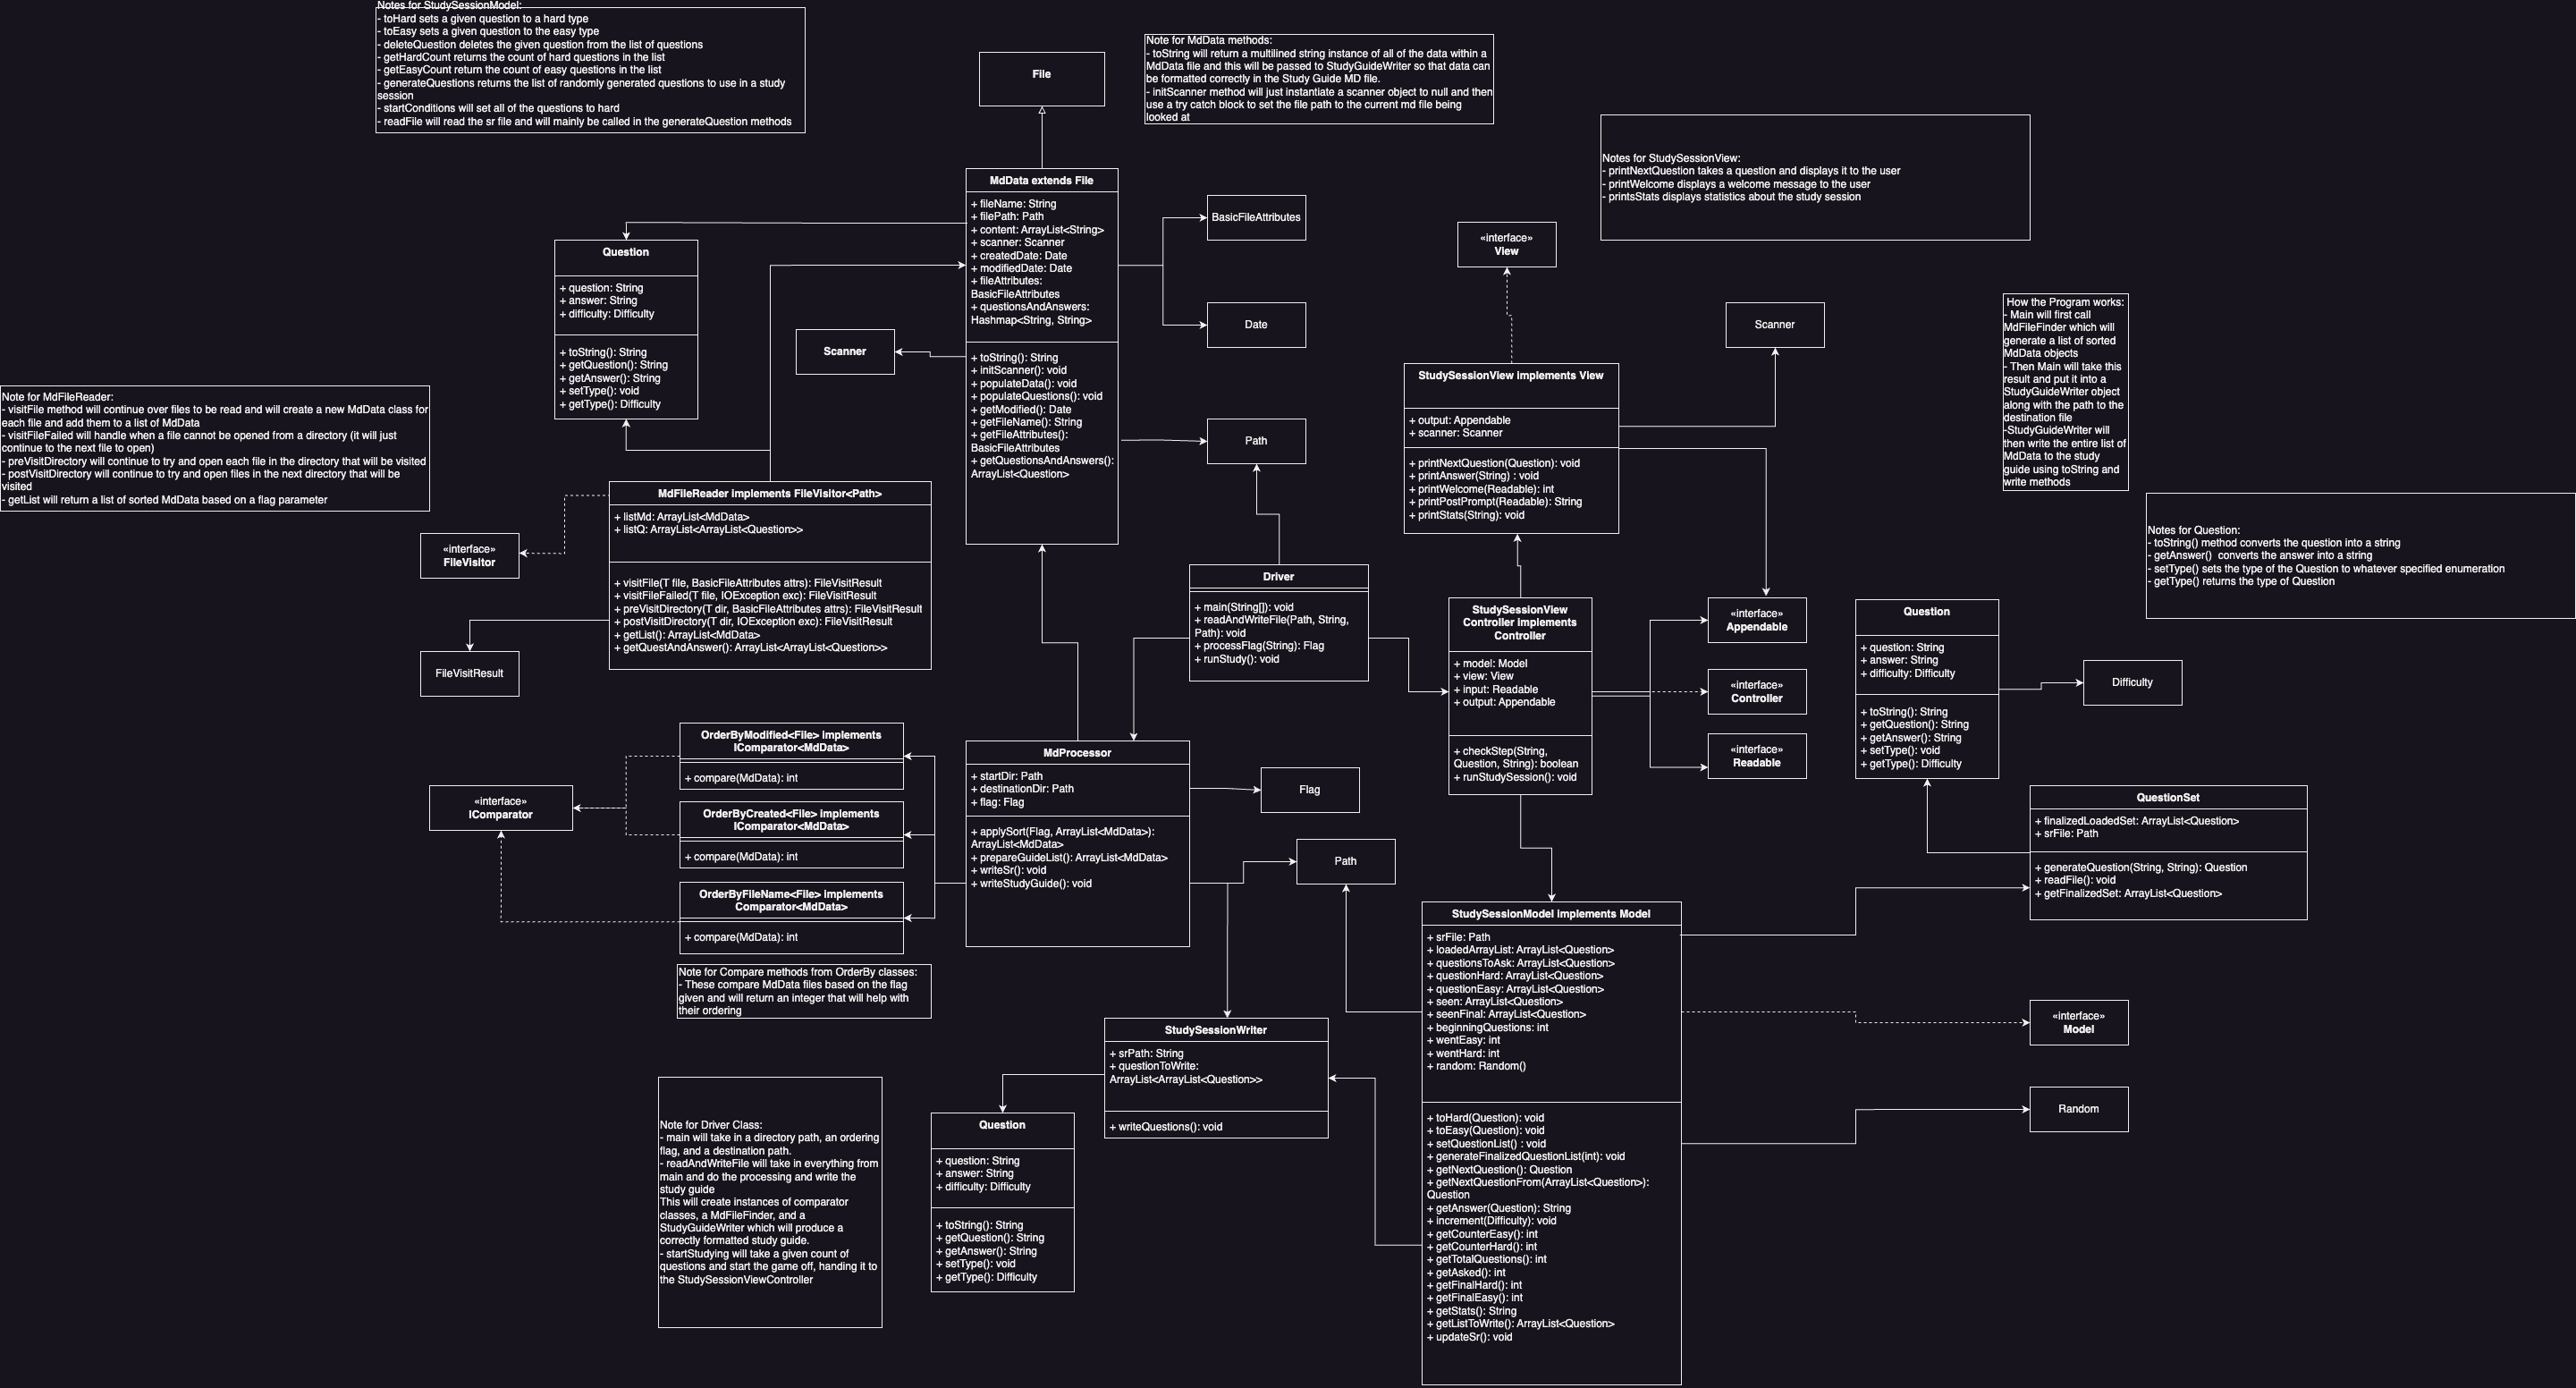 Notes for StudySessionModel:
- toHard sets a given question to a hard type
- toEasy sets a given question to the easy type
- deleteQuestion deletes the given question from the list of questions
- getHardCount returns the count of hard questions in the list
- getEasyCount return the count of easy questions in the list
- generateQuestions returns the list of randomly generated questions to use in a study
session
- startConditions will set all of the questions to hard
- readFile will read the sr file and will mainly be called in the generateQuestion methods
File
Note for MdData methods:
- toString will return a multilined string instance of all of the data within a
MdData file and this will be passed to StudyGuideWriter so that data can
be formatted correctly in the Study Guide MD file.
- initScanner method will just instantiate a scanner object to null and then
use a try catch block to set the file path to the current md file being
looked at
Notes for StudySessionView:
- printNextQuestion takes a question and displays it to the user
- printWelcome displays a welcome message to the user
- printsStats displays statistics about the study session
MdData extends File
+ fileName: String
+ filePath: Path
+ content: ArrayList<String>
+ scanner: Scanner
+ createdDate: Date
+ modifiedDate: Date
+ fileAttributes:
BasicFileAttributes
+ questionsAndAnswers:
Hashmap<String, String>
+ toString(): String
+ initScanner(): void
+ populateData(): void
+ populateQuestions(): void
+ getModified(): Date
+ getFileName(): String
+ getFileAttributes():
BasicFileAttributes
+ getQuestionsAndAnswers():
ArrayList<Question>
BasicFileAttributes
Date
Path
Scanner
Question
+ question: String
+ answer: String
+ difficulty: Difficulty
+ toString(): String
+ getQuestion(): String
+ getAnswer(): String
+ setType(): void
+ getType(): Difficulty
«interface»
View
Scanner
StudySessionView implements View
+ output: Appendable
+ scanner: Scanner
+ printNextQuestion(Question): void
+ printAnswer(String) : void
+ printWelcome(Readable): int
+ printPostPrompt(Readable): String
+ printStats(String): void
How the Program works:
- Main will first call
MdFileFinder which will
generate a list of sorted
MdData objects
- Then Main will take this
result and put it into a
StudyGuideWriter object
along with the path to the
destination file
-StudyGuideWriter will
then write the entire list of
MdData to the study
guide using toString and
write methods
Note for MdFileReader:
- visitFile method will continue over files to be read and will create a new MdData class for
each file and add them to a list of MdData
- visitFileFailed will handle when a file cannot be opened from a directory (it will just
continue to the next file to open)
- preVisitDirectory will continue to try and open each file in the directory that will be visited
- postVisitDirectory will continue to try and open files in the next directory that will be
visited
- getList will return a list of sorted MdData based on a flag parameter
MdFileReader implements FileVisitor<Path>
+ listMd: ArrayList<MdData>
+ listQ: ArrayList<ArrayList<Question>>
+ visitFile(T file, BasicFileAttributes attrs): FileVisitResult
+ visitFileFailed(T file, IOException exc): FileVisitResult
+ preVisitDirectory(T dir, BasicFileAttributes attrs): FileVisitResult
+ postVisitDirectory(T dir, IOException exc): FileVisitResult
+ getList(): ArrayList<MdData>
+ getQuestAndAnswer(): ArrayList<ArrayList<Question>>
«interface»
FileVisitor
FileVisitResult
Notes for Question:
- toString() method converts the question into a string
- getAnswer()  converts the answer into a string
- setType() sets the type of the Question to whatever specified enumeration
- getType() returns the type of Question
Driver
+ main(String[]): void
+ readAndWriteFile(Path, String,
Path): void
+ processFlag(String): Flag
+ runStudy(): void
StudySessionView
Controller implements
Controller
+ model: Model
+ view: View
+ input: Readable
+ output: Appendable
+ checkStep(String,
Question, String): boolean
+ runStudySession(): void
«interface»
Appendable
«interface»
Controller
«interface»
Readable
Question
+ question: String
+ answer: String
+ difficulty: Difficulty
+ toString(): String
+ getQuestion(): String
+ getAnswer(): String
+ setType(): void
+ getType(): Difficulty
Difficulty
OrderByModified<File> implements
IComparator<MdData>
+ compare(MdData): int
OrderByCreated<File> implements
IComparator<MdData>
+ compare(MdData): int
OrderByFileName<File> implements
Comparator<MdData>
+ compare(MdData): int
«interface»
IComparator
MdProcessor
+ startDir: Path
+ destinationDir: Path
+ flag: Flag
+ applySort(Flag, ArrayList<MdData>):
ArrayList<MdData>
+ prepareGuideList(): ArrayList<MdData>
+ writeSr(): void
+ writeStudyGuide(): void
Flag
Path
QuestionSet
+ finalizedLoadedSet: ArrayList<Question>
+ srFile: Path
+ generateQuestion(String, String): Question
+ readFile(): void
+ getFinalizedSet: ArrayList<Question>
Note for Compare methods from OrderBy classes:
- These compare MdData files based on the flag
given and will return an integer that will help with
their ordering
StudySessionModel implements Model
+ srFile: Path
+ loadedArrayList: ArrayList<Question>
+ questionsToAsk: ArrayList<Question>
+ questionHard: ArrayList<Question>
+ questionEasy: ArrayList<Question>
+ seen: ArrayList<Question>
+ seenFinal: ArrayList<Question>
+ beginningQuestions: int
+ wentEasy: int
+ wentHard: int
+ random: Random()
+ toHard(Question): void
+ toEasy(Question): void
+ setQuestionList() : void
+ generateFinalizedQuestionList(int): void
+ getNextQuestion(): Question
+ getNextQuestionFrom(ArrayList<Question>):
Question
+ getAnswer(Question): String
+ increment(Difficulty): void
+ getCounterEasy(): int
+ getCounterHard(): int
+ getTotalQuestions(): int
+ getAsked(): int
+ getFinalHard(): int
+ getFinalEasy(): int
+ getStats(): String
+ getListToWrite(): ArrayList<Question>
+ updateSr(): void
«interface»
Model
Random
StudySessionWriter
+ srPath: String
+ questionToWrite:
ArrayList<ArrayList<Question>>
+ writeQuestions(): void
Question
+ question: String
+ answer: String
+ difficulty: Difficulty
+ toString(): String
+ getQuestion(): String
+ getAnswer(): String
+ setType(): void
+ getType(): Difficulty
Note for Driver Class:
- main will take in a directory path, an ordering
flag, and a destination path.
- readAndWriteFile will take in everything from
main and do the processing and write the
study guide
This will create instances of comparator
classes, a MdFileFinder, and a
StudyGuideWriter which will produce a
correctly formatted study guide.
- startStudying will take a given count of
questions and start the game off, handing it to
the StudySessionViewController